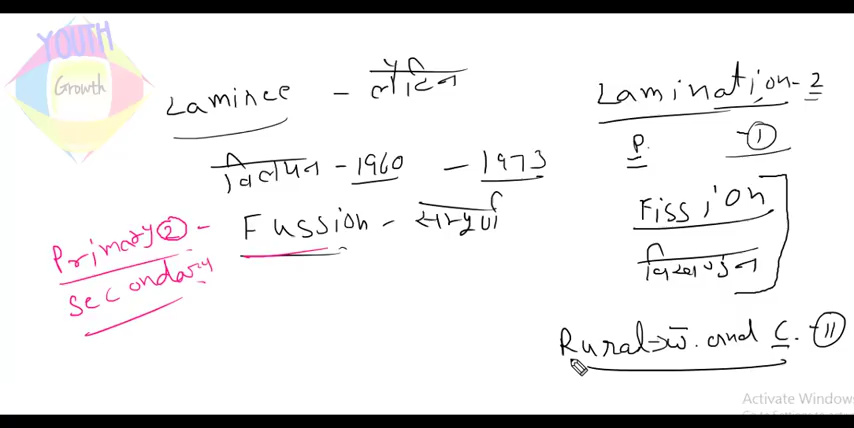 YOUTH
Growth
Laminee - लैटिन
विलयन - 1960 - 1973
Fussion - सम्पूर्ण
Primary ② -
Secondary
Lamination - 2
P. - ①
Fission
विखण्डन
Rural → W. and C. - ⑪
Activate Windows